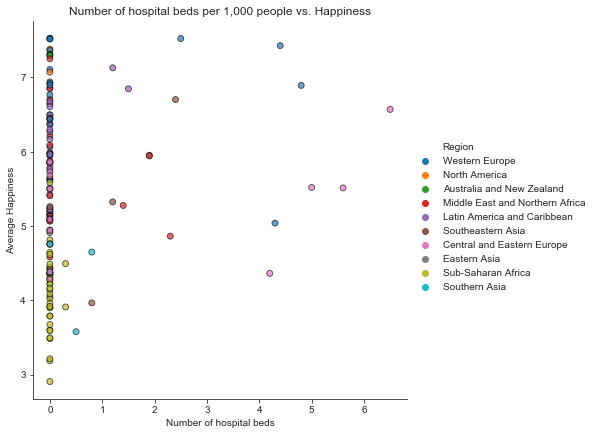 Number of hospital beds per 1,000 people vs. Happiness
7
6
5
4
3
Average Happiness
0 1 2 3 4 5 6
Number of hospital beds
Region
Western Europe
North America
Australia and New Zealand
Middle East and Northern Africa
Latin America and Caribbean
Southeastern Asia
Central and Eastern Europe
Eastern Asia
Sub-Saharan Africa
Southern Asia